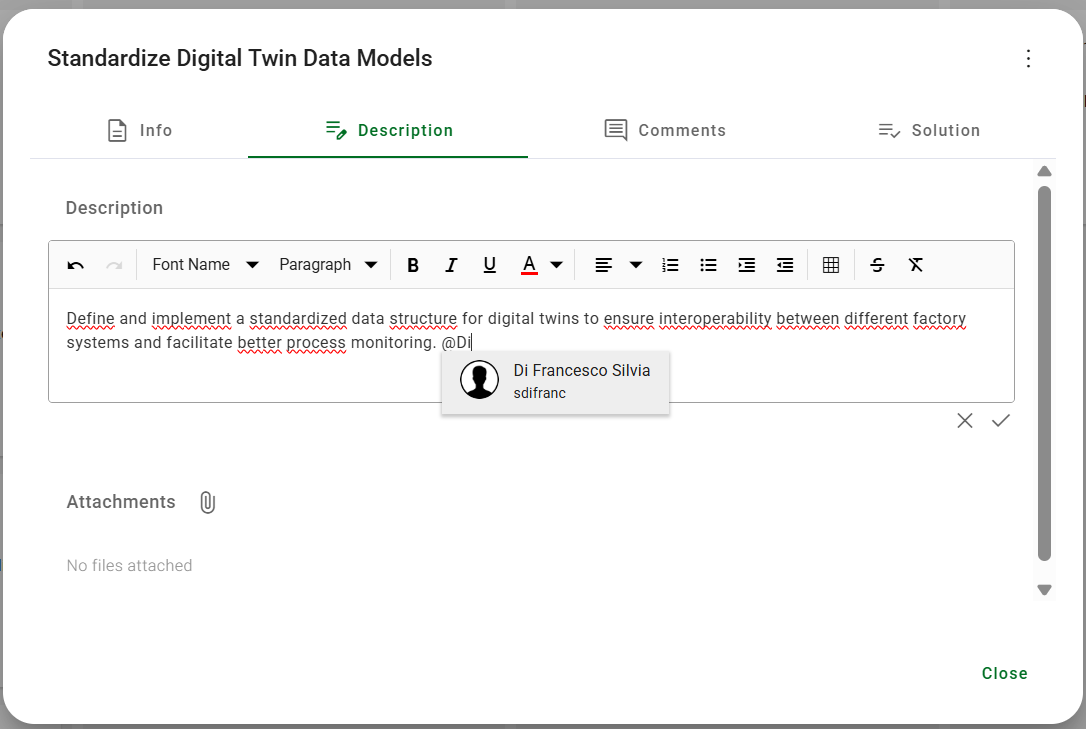 Standardize Digital Twin Data Models
Info
Description
Comments
Solution
Description
Font Name
Paragraph
B
I
U
A
Define and implement a standardized data structure for digital twins to ensure interoperability between different factory
systems and facilitate better process monitoring. @Di
Di Francesco Silvia
sdifranc
Attachments
No files attached
Close